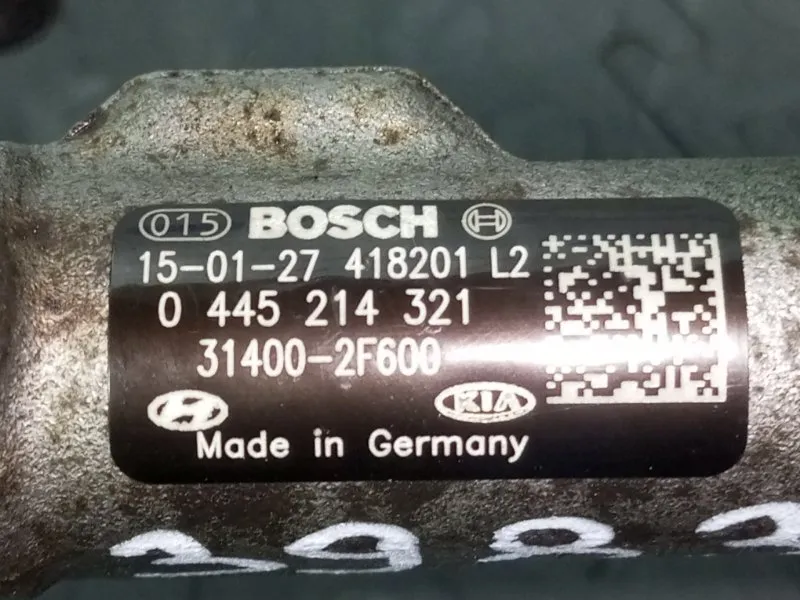 015 BOSCH
15-01-27 418201 L2
0 445 214 321
31400-2F600
KIA
Made in Germany